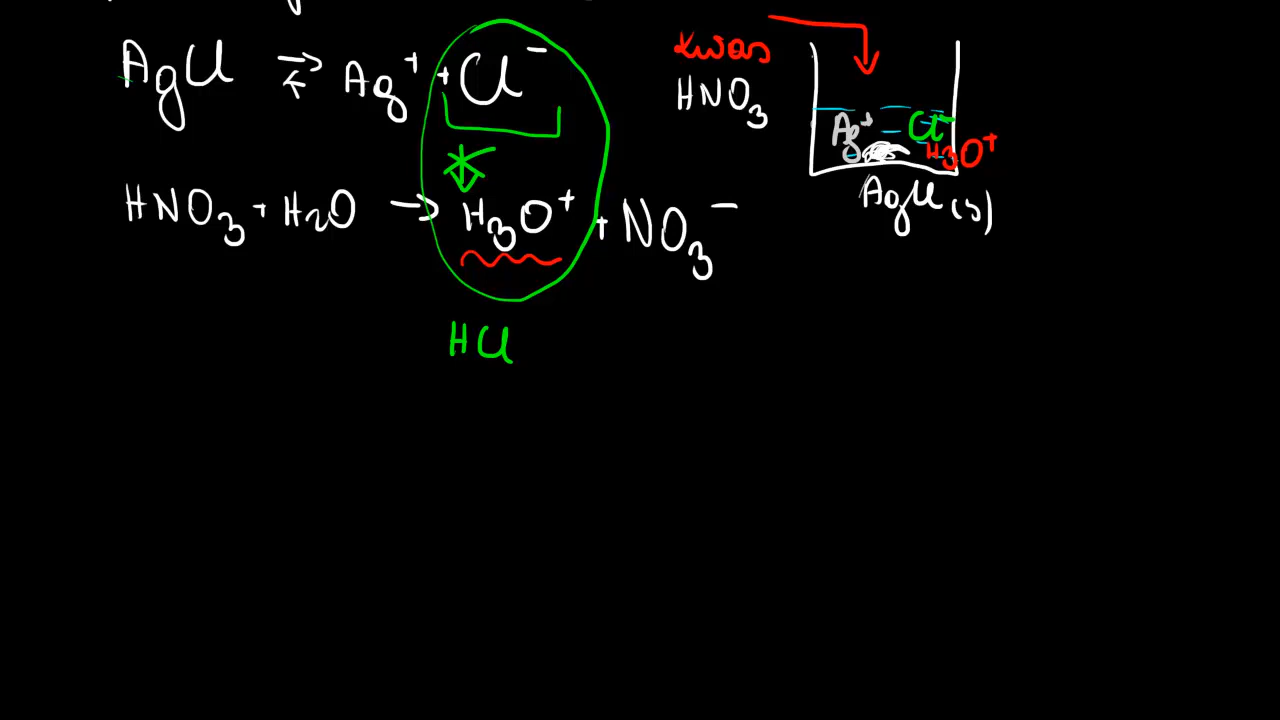 AgCl ⇌ Ag⁺ + Cl⁻
Kwas
HNO₃
Ag⁺ Cl⁻
H₃O⁺
AgCl(s)
HNO₃ + H₂O → H₃O⁺ + NO₃⁻
HCl